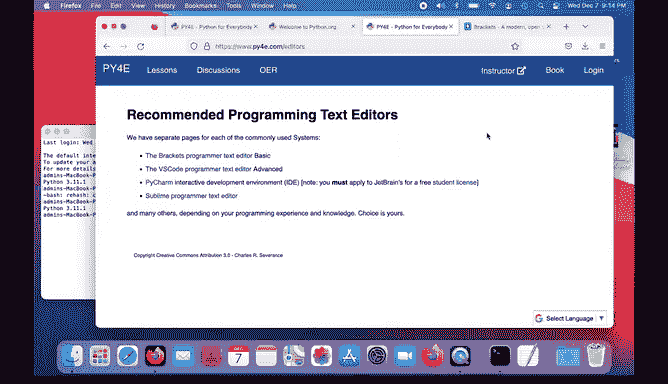 Firefox File Edit View History Bookmarks Tools Window Help
Wed Dec 7 9:14 PM
PY4E - Python for Everybody
Welcome to Python.org
PY4E - Python for Everybody
Brackets - A modern, open
https://www.py4e.com/editors
PY4E Lessons Discussions OER Instructor Book Login
Recommended Programming Text Editors
We have separate pages for each of the commonly used Systems:
The Brackets programmer text editor Basic
The VSCode programmer text editor Advanced
PyCharm interactive development environment (IDE) [note: you must apply to JetBrain's for a free student license]
Sublime programmer text editor
and many others, depending on your programming experience and knowledge. Choice is yours.
Copyright Creative Commons Attribution 3.0 - Charles R. Severance
Select Language
Last login: Wed
The default inte
To update your a
For more details
admins-MacBook-P
Python 3.11.1
admins-MacBook-P
-bash: rehash: c
admins-MacBook-P
Python 3.11.1
admins-MacBook-P
DEC
7